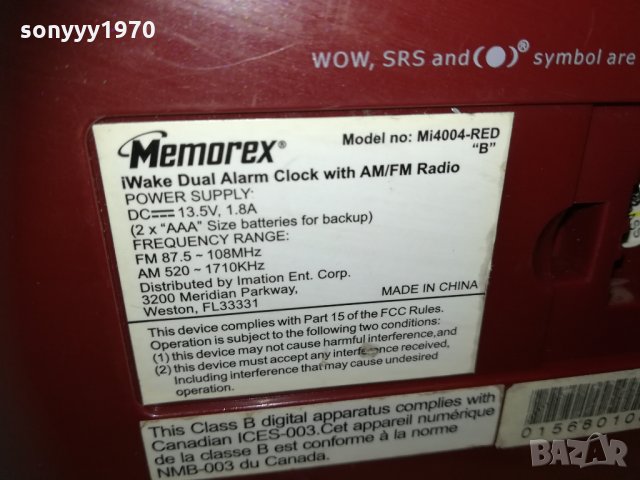 sonyyy1970
WOW, SRS and ® symbol are
Memorex®
Model no: Mi4004-RED
"B"
iWake Dual Alarm Clock with AM/FM Radio
POWER SUPPLY:
DC 13.5V, 1.8A
(2 x "AAA" Size batteries for backup)
FREQUENCY RANGE:
FM 87.5 ~ 108MHz
AM 520 ~ 1710KHz
Distributed by Imation Ent. Corp.
3200 Meridian Parkway,
Weston, FL33331
MADE IN CHINA
This device complies with Part 15 of the FCC Rules.
Operation is subject to the following two conditions:
(1) this device may not cause harmful interference,and
(2) this device must accept any interference received,
Including interference that may cause undesired
operation.
This Class B digital apparatus complies with
Canadian ICES-003.Cet appareil numérique
de la classe B est conforme à la norme
NMB-003 du Canada.
01568010
BAZAR